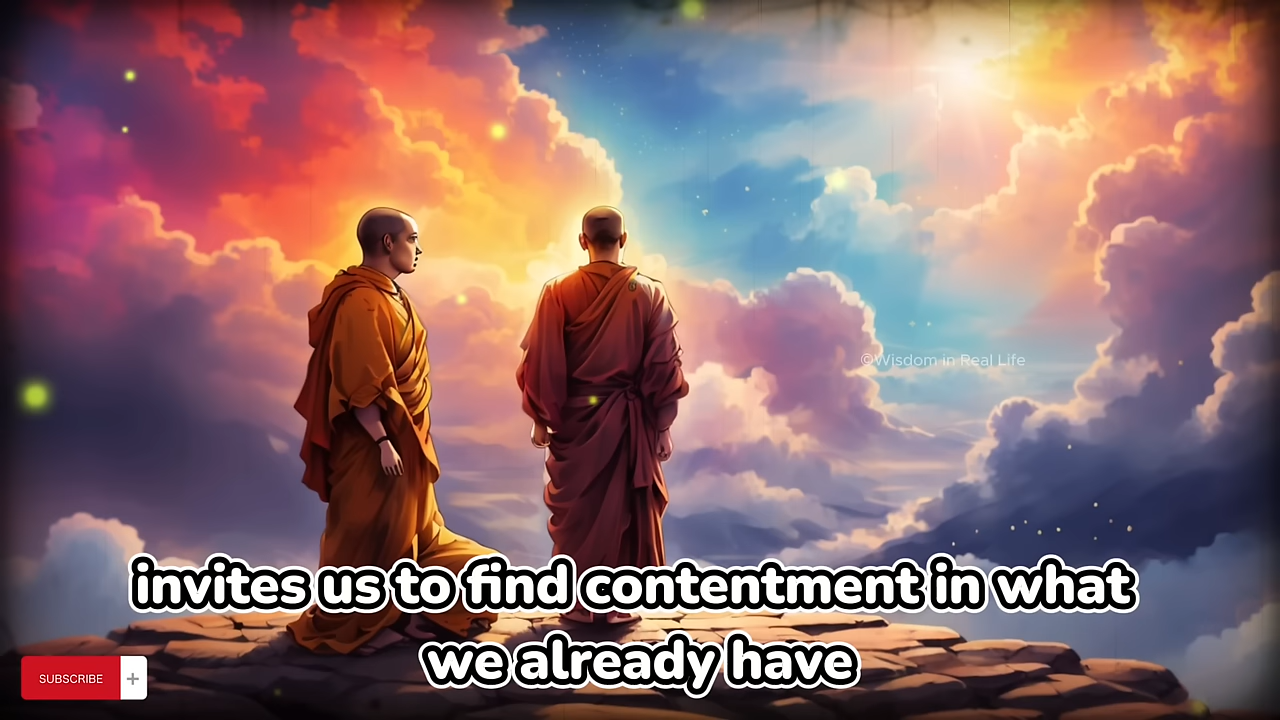 ©Wisdom in Real Life
invites us to find contentment in what
we already have
SUBSCRIBE +